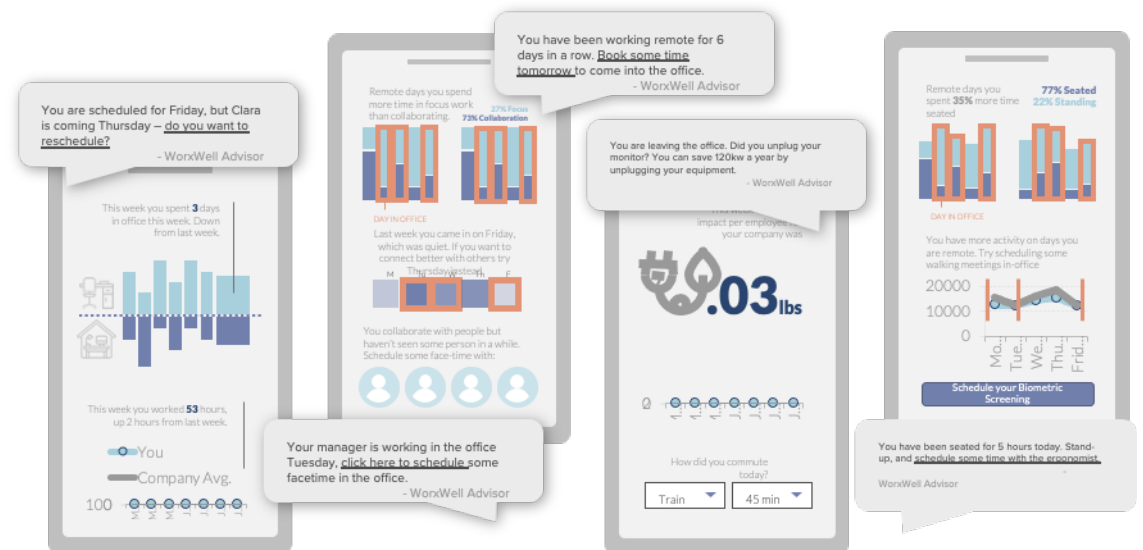 You are scheduled for Friday, but Clara
is coming Thursday – do you want to
reschedule?
- WorxWell Advisor
This week you spent 3 days
in office this week. Down
from last week.
This week you worked 53 hours,
up 2 hours from last week.
You
Company Avg.
100
M…
M…
M…
J…
J…
J…
J…
You have been working remote for 6
days in a row. Book some time
tomorrow to come into the office.
- WorxWell Advisor
Remote days you spend
more time in focus work
than collaborating.
27% Focus
73% Collaboration
DAY IN OFFICE
Last week you came in on Friday,
which was quiet. If you want to
connect better with others try
Thursday instead
M Tu W Th F
You collaborate with people but
haven't seen some person in a while.
Schedule some face-time with:
Your manager is working in the office
Tuesday, click here to schedule some
facetime in the office.
- WorxWell Advisor
You are leaving the office. Did you unplug your
monitor? You can save 120kw a year by
unplugging your equipment.
- WorxWell Advisor
impact per employee
your company was
.03lbs
M…
M…
M…
J…
J…
J…
J…
How did you commute
today?
Train
45 min
Remote days you
spent 35% more time
seated
77% Seated
22% Standing
DAY IN OFFICE
You have more activity on days you
are remote. Try scheduling some
walking meetings in-office
20000
10000
0
Mo…
Tue…
We…
Thu…
Frid…
Schedule your Biometric
Screening
You have been seated for 5 hours today. Stand-
up, and schedule some time with the ergonomist.
-
WorxWell Advisor